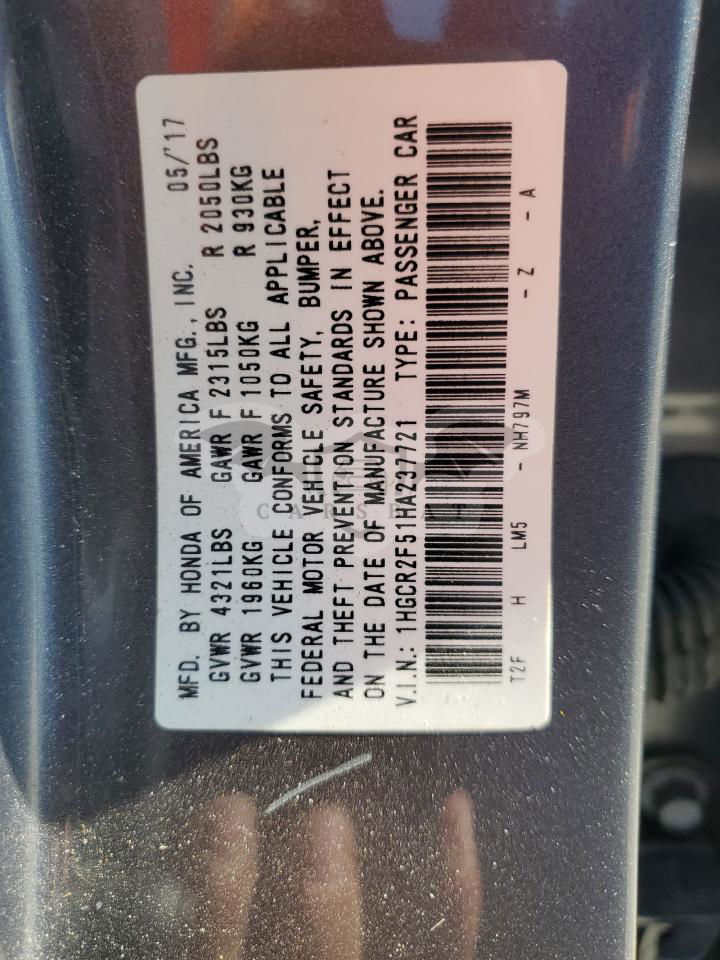 MFD. BY HONDA OF AMERICA MFG., INC. 05/'17
GVWR 4321LBS GAWR F 2315LBS R 2050LBS
GVWR 1960KG GAWR F 1050KG R 930KG
THIS VEHICLE CONFORMS TO ALL APPLICABLE
FEDERAL MOTOR VEHICLE SAFETY, BUMPER,
AND THEFT PREVENTION STANDARDS IN EFFECT
ON THE DATE OF MANUFACTURE SHOWN ABOVE.
V.I.N.: 1HGCR2F51HA237721 TYPE: PASSENGER CAR
T2F H LM5 - NH797M - Z - A